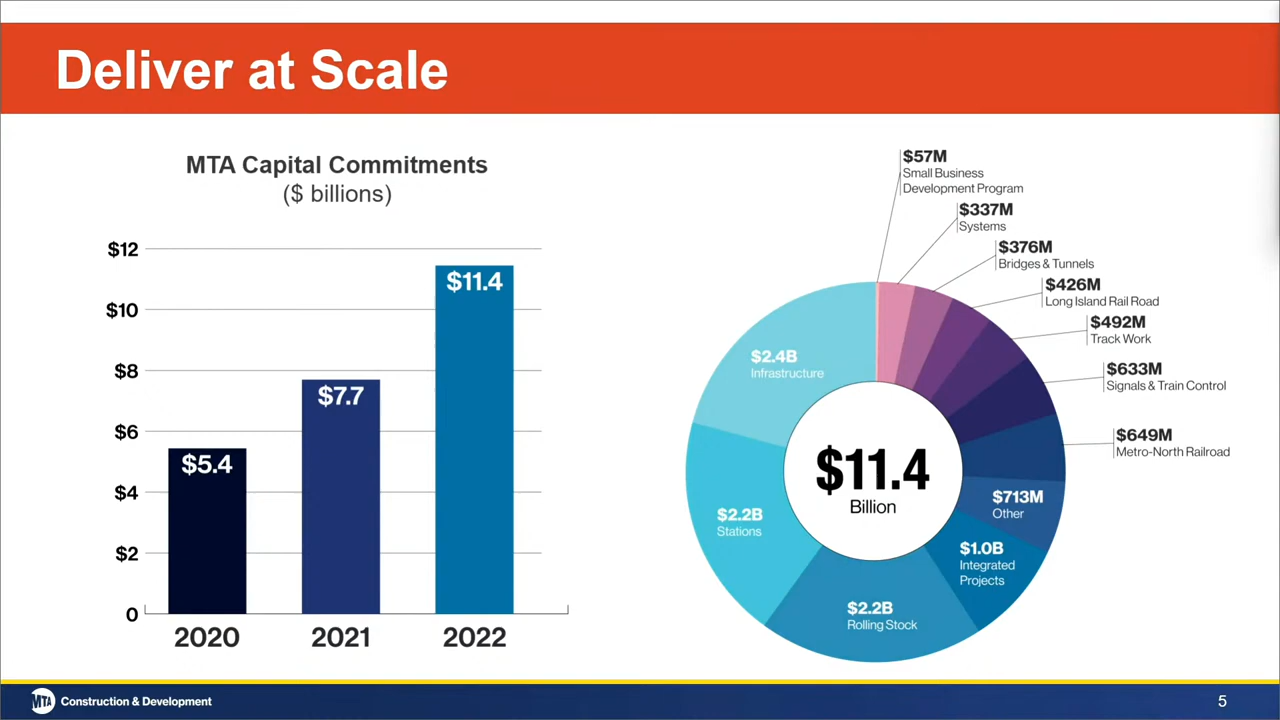 Deliver at Scale
MTA Capital Commitments
($ billions)
$12
$10
$8
$6
$4
$2
0
$5.4
$7.7
$11.4
2020
2021
2022
$57M
Small Business
Development Program
$337M
Systems
$376M
Bridges & Tunnels
$426M
Long Island Rail Road
$492M
Track Work
$633M
Signals & Train Control
$649M
Metro-North Railroad
$713M
Other
$1.0B
Integrated
Projects
$2.2B
Rolling Stock
$2.2B
Stations
$2.4B
Infrastructure
$11.4
Billion
MTA
Construction & Development
5